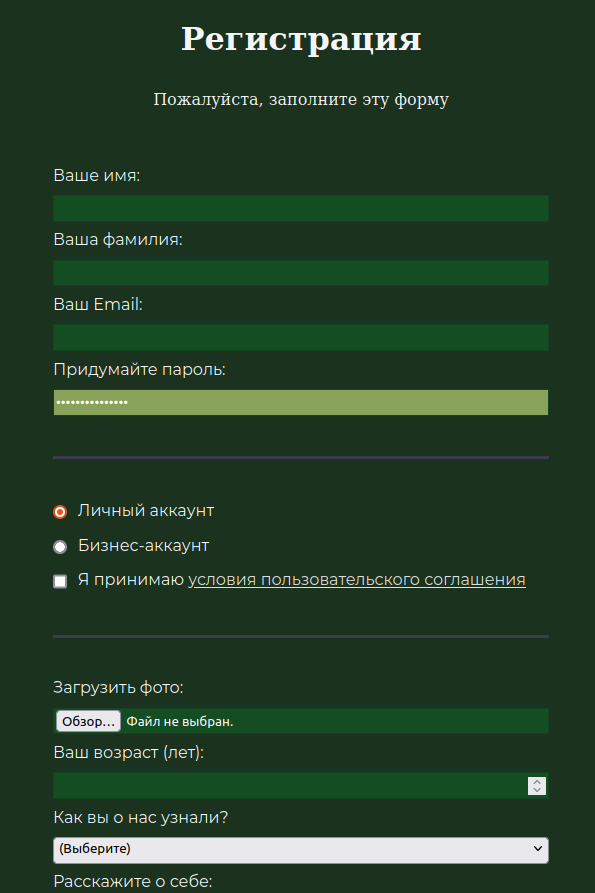 Регистрация
Пожалуйста, заполните эту форму
Ваше имя:
Ваша фамилия:
Ваш Email:
Придумайте пароль:
•••••••••••••••
Личный аккаунт
Бизнес-аккаунт
Я принимаю условия пользовательского соглашения
Загрузить фото:
Обзор... Файл не выбран.
Ваш возраст (лет):
Как вы о нас узнали?
(Выберите)
Расскажите о себе: